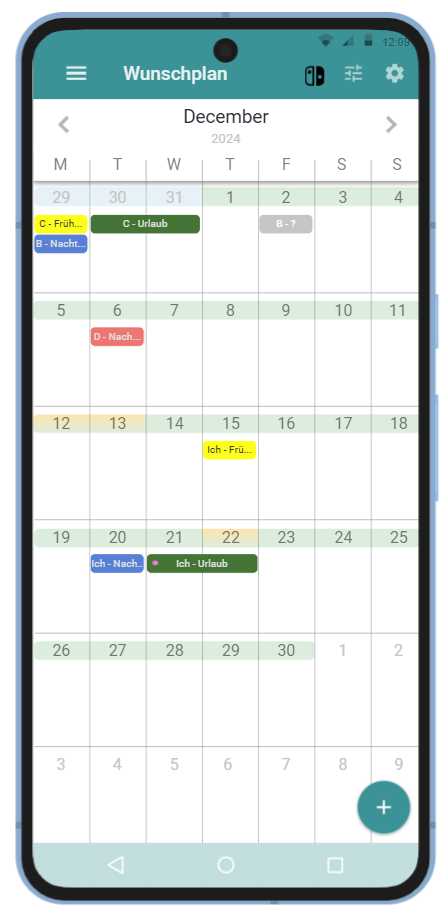 12:09
Wunschplan
December
2024
M T W T F S S
29 30 31 1 2 3 4
C - Früh... C - Urlaub B - ?
B - Nacht...
5 6 7 8 9 10 11
D - Nach...
12 13 14 15 16 17 18
Ich - Frü...
19 20 21 22 23 24 25
Ich - Nach... Ich - Urlaub
26 27 28 29 30 1 2
3 4 5 6 7 8 9
+